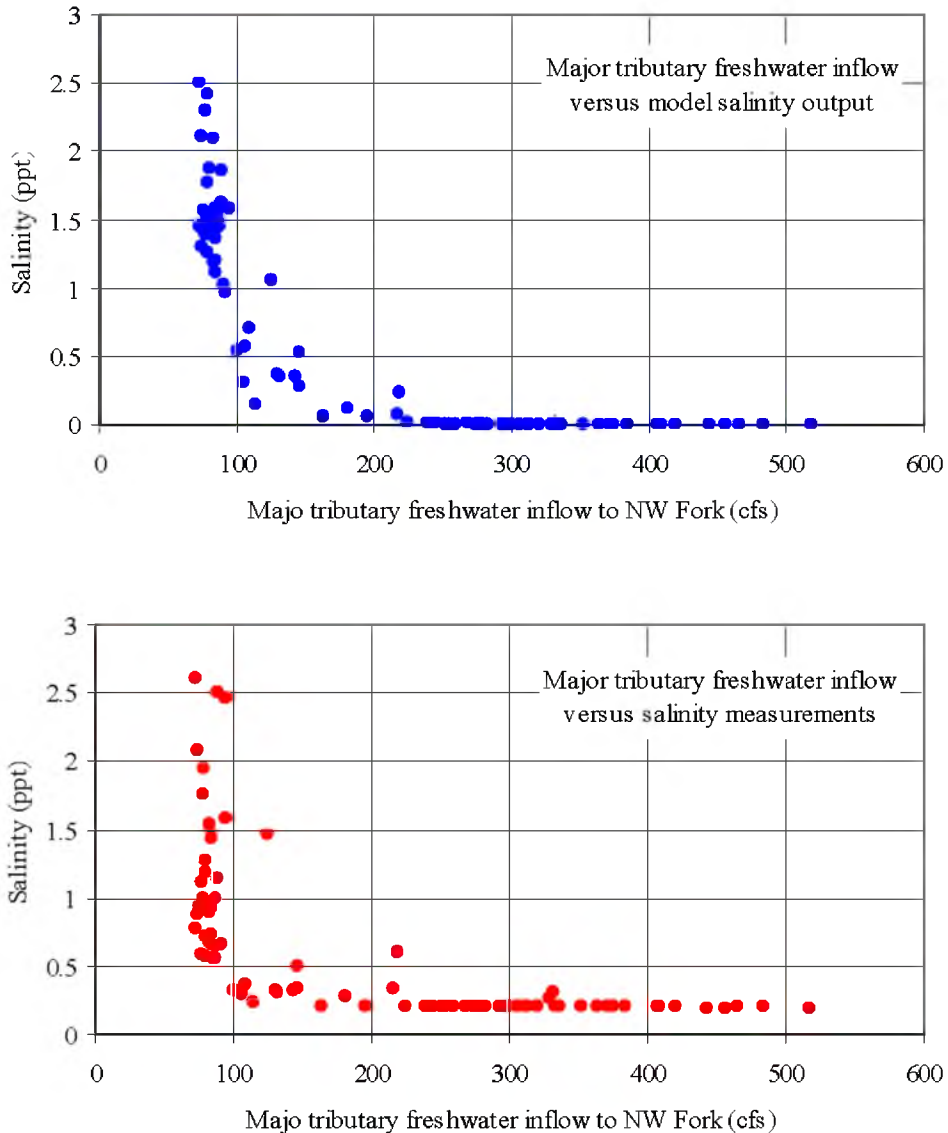 3
Major tributary freshwater inflow
versus model salinity output
2.5
2
Salinity (ppt)
1.5
1
0.5
0
0 100 200 300 400 500 600
Majo tributary freshwater inflow to NW Fork (cfs)
3
Major tributary freshwater inflow
versus salinity measurements
2.5
2
Salinity (ppt)
1.5
1
0.5
0
0 100 200 300 400 500 600
Majo tributary freshwater inflow to NW Fork (cfs)